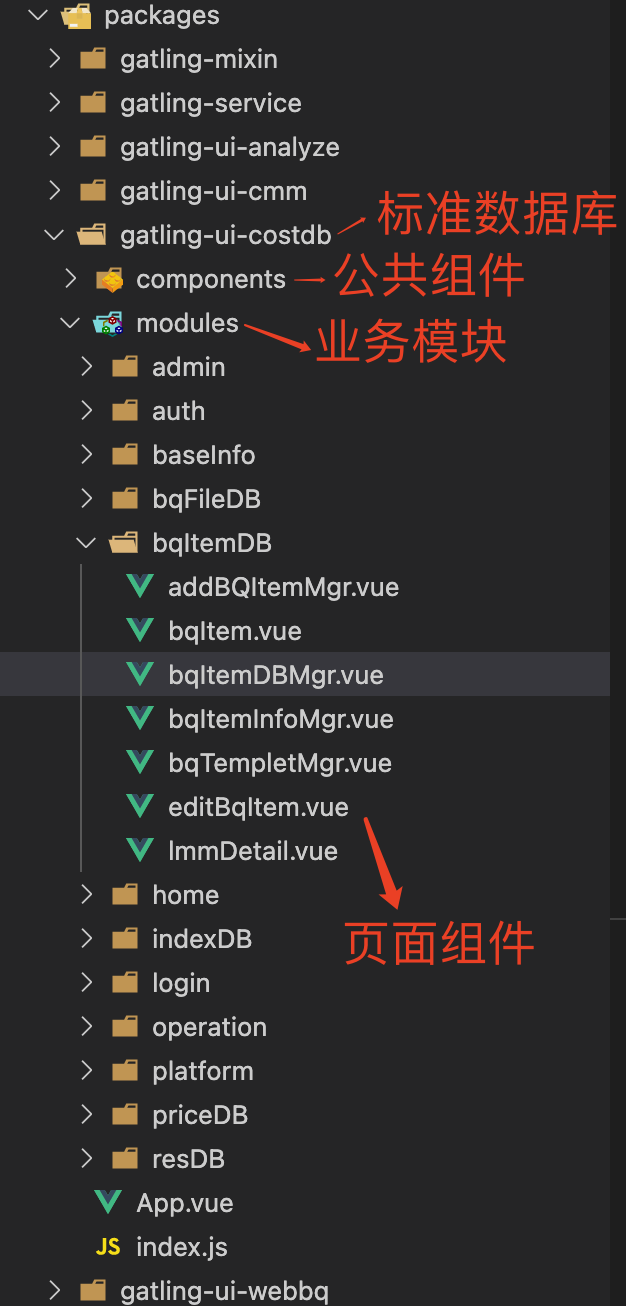 packages
gatling-mixin
gatling-service
gatling-ui-analyze
gatling-ui-cmm
gatling-ui-costdb 标准数据库
components 公共组件
modules 业务模块
admin
auth
baseInfo
bqFileDB
bqItemDB
addBQItemMgr.vue
bqItem.vue
bqItemDBMgr.vue
bqItemInfoMgr.vue
bqTempletMgr.vue
editBqItem.vue
lmmDetail.vue
home 页面组件
indexDB
login
operation
platform
priceDB
resDB
App.vue
JS index.js
gatling-ui-webbq